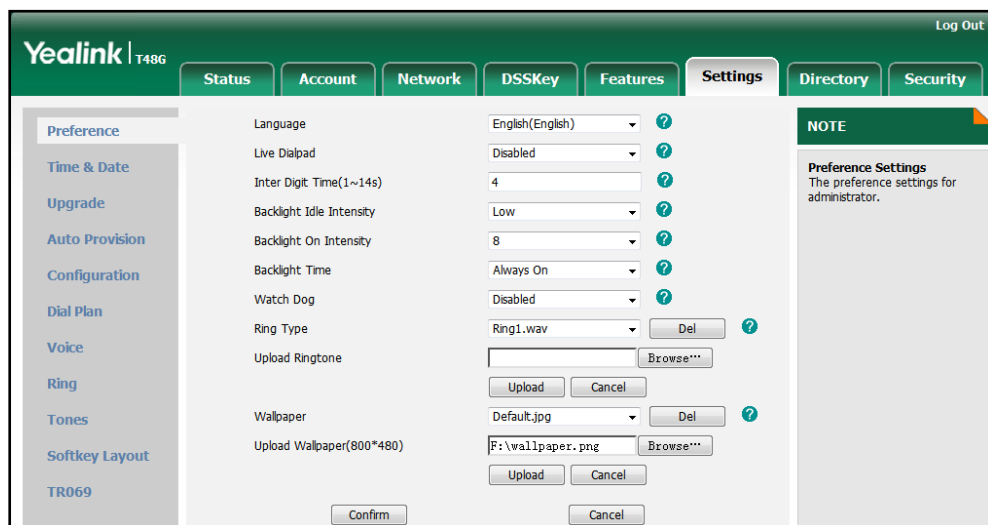 Log Out
Yealink T48G
Status Account Network DSSKey Features Settings Directory Security
Preference
Time & Date
Upgrade
Auto Provision
Configuration
Dial Plan
Voice
Ring
Tones
Softkey Layout
TR069
Language English(English) ?
Live Dialpad Disabled ?
Inter Digit Time(1~14s) 4 ?
Backlight Idle Intensity Low ?
Backlight On Intensity 8 ?
Backlight Time Always On ?
Watch Dog Disabled ?
Ring Type Ring1.wav Del ?
Upload Ringtone Browse…
Upload Cancel
Wallpaper Default.jpg Del ?
Upload Wallpaper(800*480) F:\wallpaper.png Browse…
Upload Cancel
Confirm Cancel
NOTE
Preference Settings
The preference settings for
administrator.